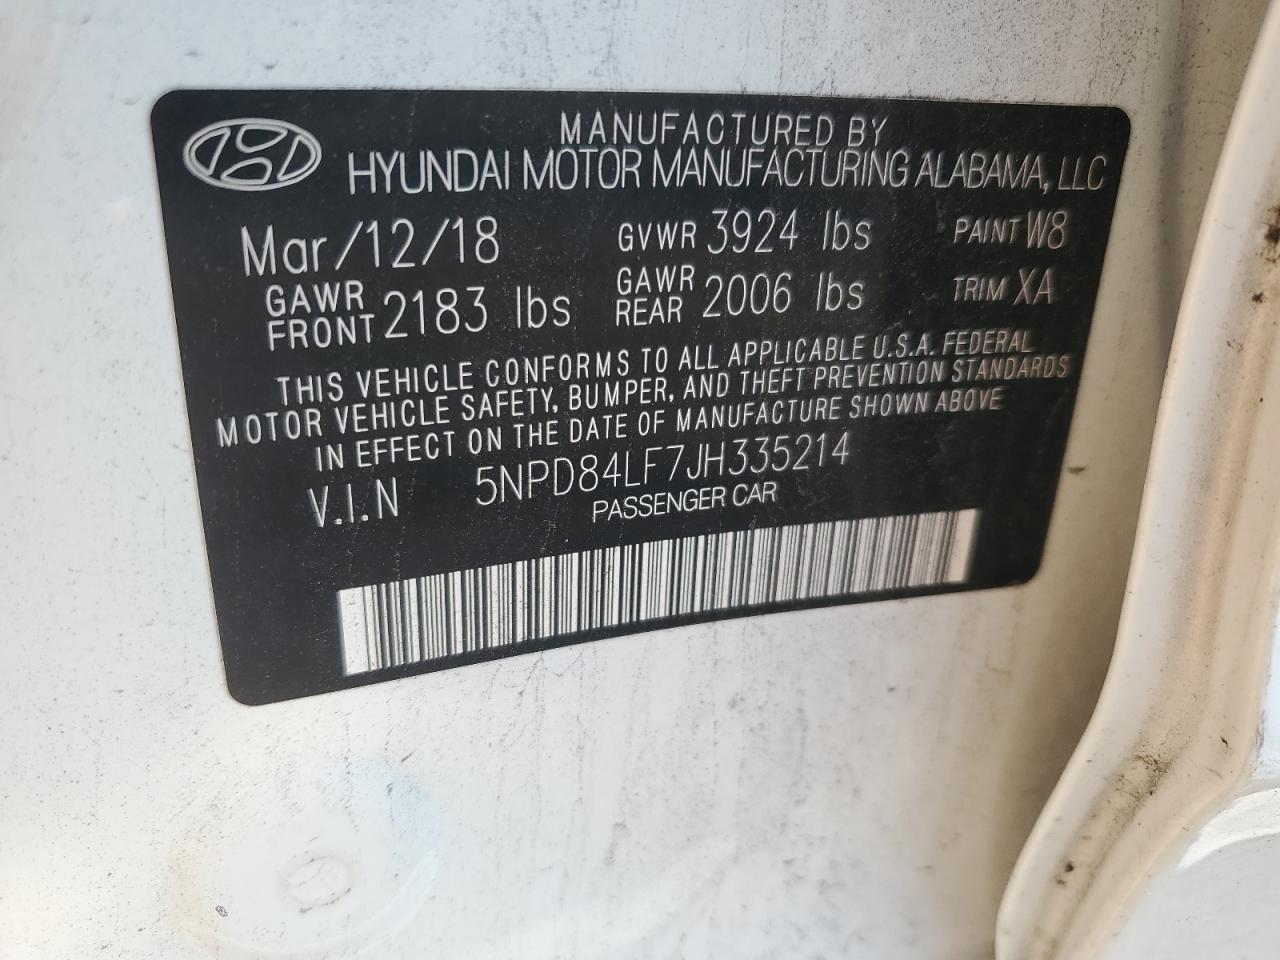 MANUFACTURED BY
HYUNDAI MOTOR MANUFACTURING ALABAMA, LLC
Mar/12/18 GVWR 3924 lbs PAINT W8
GAWR FRONT 2183 lbs GAWR REAR 2006 lbs TRIM XA
THIS VEHICLE CONFORMS TO ALL APPLICABLE U.S.A. FEDERAL
MOTOR VEHICLE SAFETY, BUMPER, AND THEFT PREVENTION STANDARDS
IN EFFECT ON THE DATE OF MANUFACTURE SHOWN ABOVE
V.I.N 5NPD84LF7JH335214
PASSENGER CAR